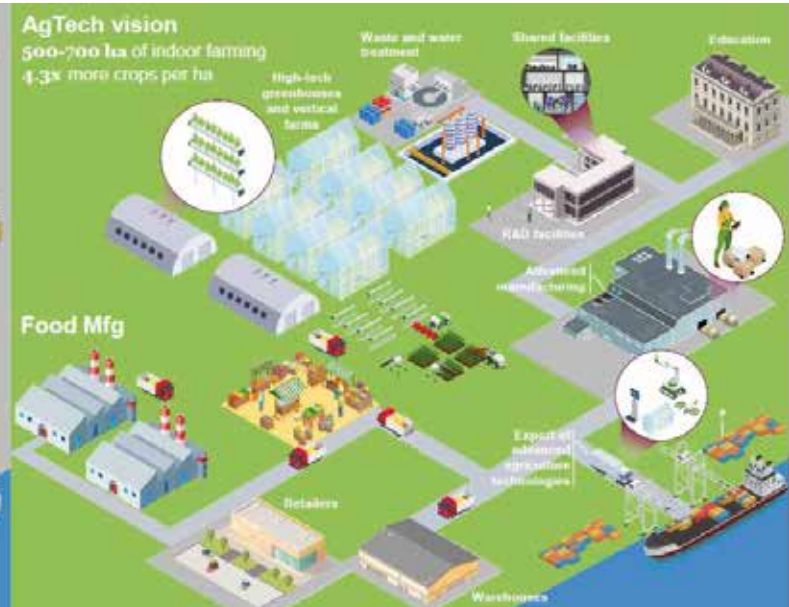 AgTech vision
500-700 ha of indoor farming
4.3x more crops per ha
Waste and water
treatment
Shared facilities
Education
High-tech
greenhouses
and vertical
farms
R&D facilities
Advanced
manufacturing
Food Mfg
Export of
advanced
agriculture
technologies
Retailers
Warehouses